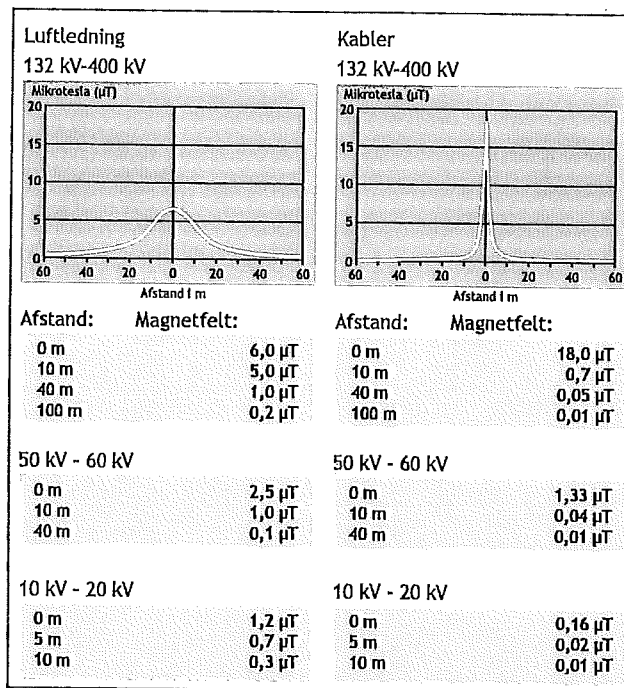 Luftledning
132 kV-400 kV
Mikrotesla (µT)
20
15
10
5
0
60 40 20 0 20 40 60
Afstand i m
Afstand: Magnetfelt:
0 m 6,0 µT
10 m 5,0 µT
40 m 1,0 µT
100 m 0,2 µT
50 kV - 60 kV
0 m 2,5 µT
10 m 1,0 µT
40 m 0,1 µT
10 kV - 20 kV
0 m 1,2 µT
5 m 0,7 µT
10 m 0,3 µT
Kabler
132 kV-400 kV
Mikrotesla (µT)
20
15
10
5
0
60 40 20 0 20 40 60
Afstand i m
Afstand: Magnetfelt:
0 m 18,0 µT
10 m 0,7 µT
40 m 0,05 µT
100 m 0,01 µT
50 kV - 60 kV
0 m 1,33 µT
10 m 0,04 µT
40 m 0,01 µT
10 kV - 20 kV
0 m 0,16 µT
5 m 0,02 µT
10 m 0,01 µT